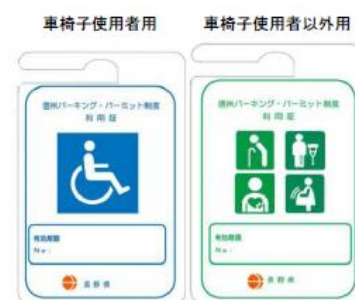 車椅子使用者用
信州パーキング・パーミット制度
利用証
有効期限
No:
長野県
車椅子使用者以外用
信州パーキング・パーミット制度
利用証
有効期限
No:
長野県